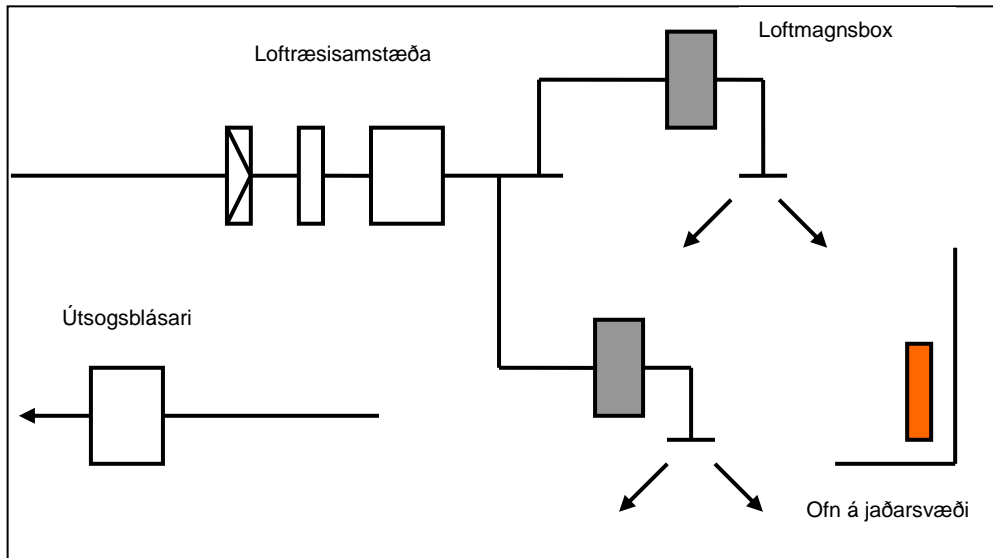 Loftmagnsbox
Loftræsisamstæða
Útsogsblásari
Ofn á jaðarsvæði